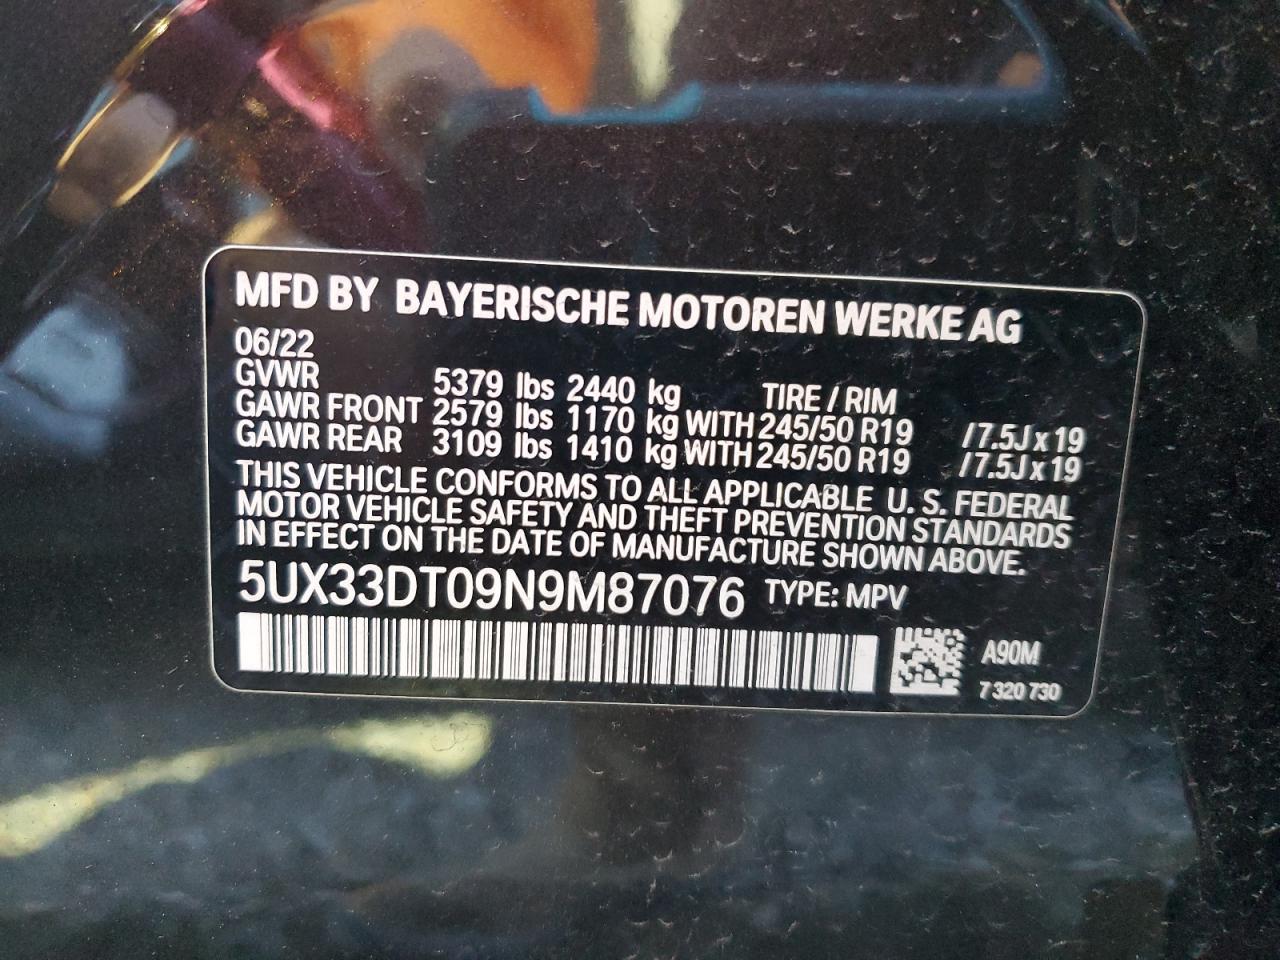 MFD BY BAYERISCHE MOTOREN WERKE AG
06/22
GVWR 5379 lbs 2440 kg TIRE / RIM
GAWR FRONT 2579 lbs 1170 kg WITH 245/50 R19 /7.5J x 19
GAWR REAR 3109 lbs 1410 kg WITH 245/50 R19 /7.5J x 19
THIS VEHICLE CONFORMS TO ALL APPLICABLE U. S. FEDERAL
MOTOR VEHICLE SAFETY AND THEFT PREVENTION STANDARDS
IN EFFECT ON THE DATE OF MANUFACTURE SHOWN ABOVE.
5UX33DT09N9M87076 TYPE: MPV
A90M
7 320 730